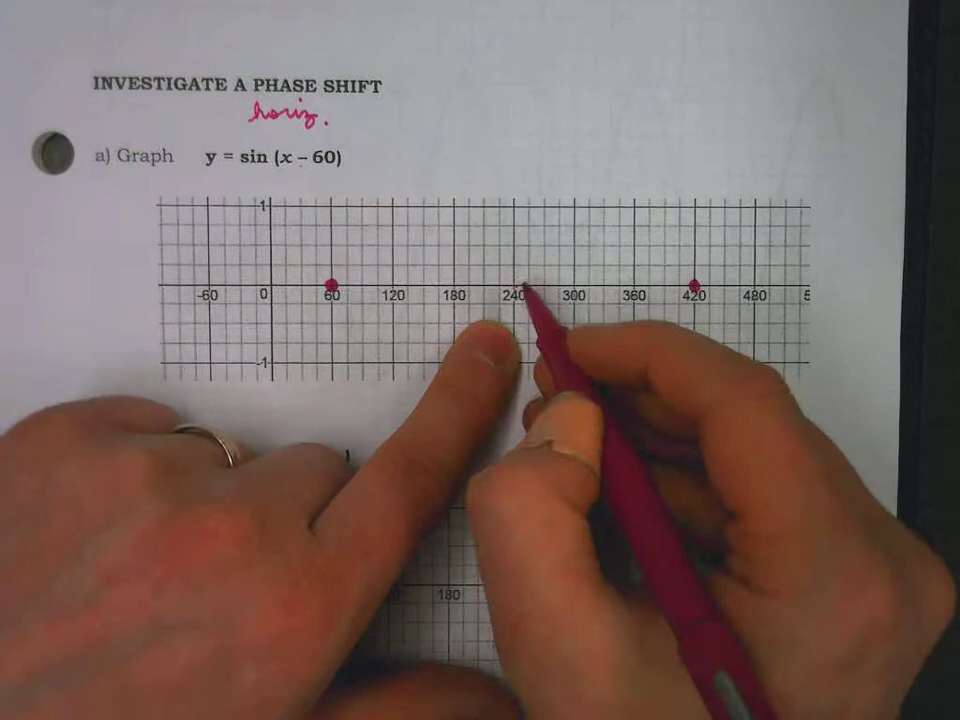 INVESTIGATE A PHASE SHIFT
horiz.
a) Graph y = sin (x – 60)
1
-60 0 60 120 180 240 300 360 420 480 5
-1
)
180